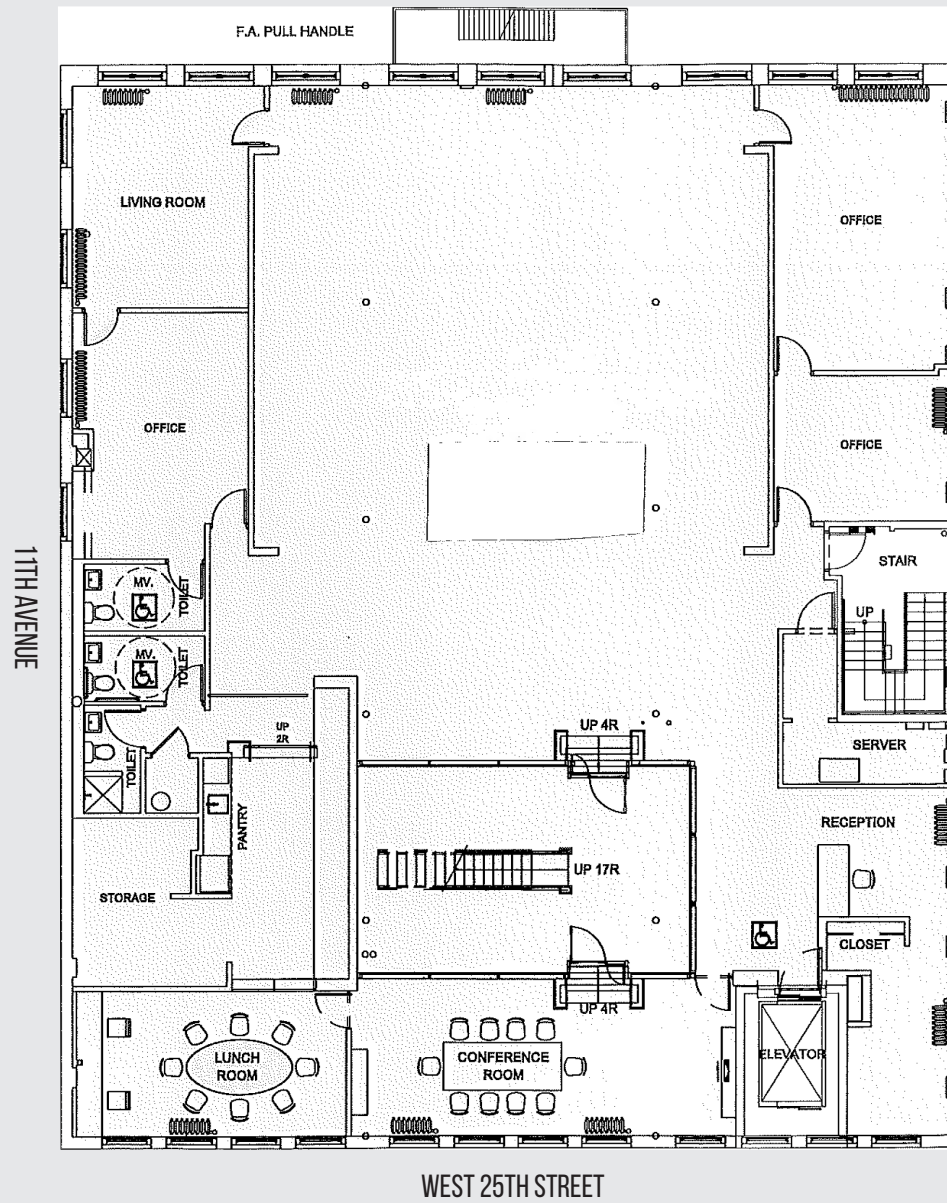 F.A. PULL HANDLE
LIVING ROOM
OFFICE
OFFICE
OFFICE
STAIR
UP
MV.
TOILET
MV.
TOILET
UP
2R
TOILET
UP 4R
SERVER
PANTRY
RECEPTION
UP 17R
STORAGE
CLOSET
UP 4R
LUNCH
ROOM
CONFERENCE
ROOM
ELEVATOR
11TH AVENUE
WEST 25TH STREET